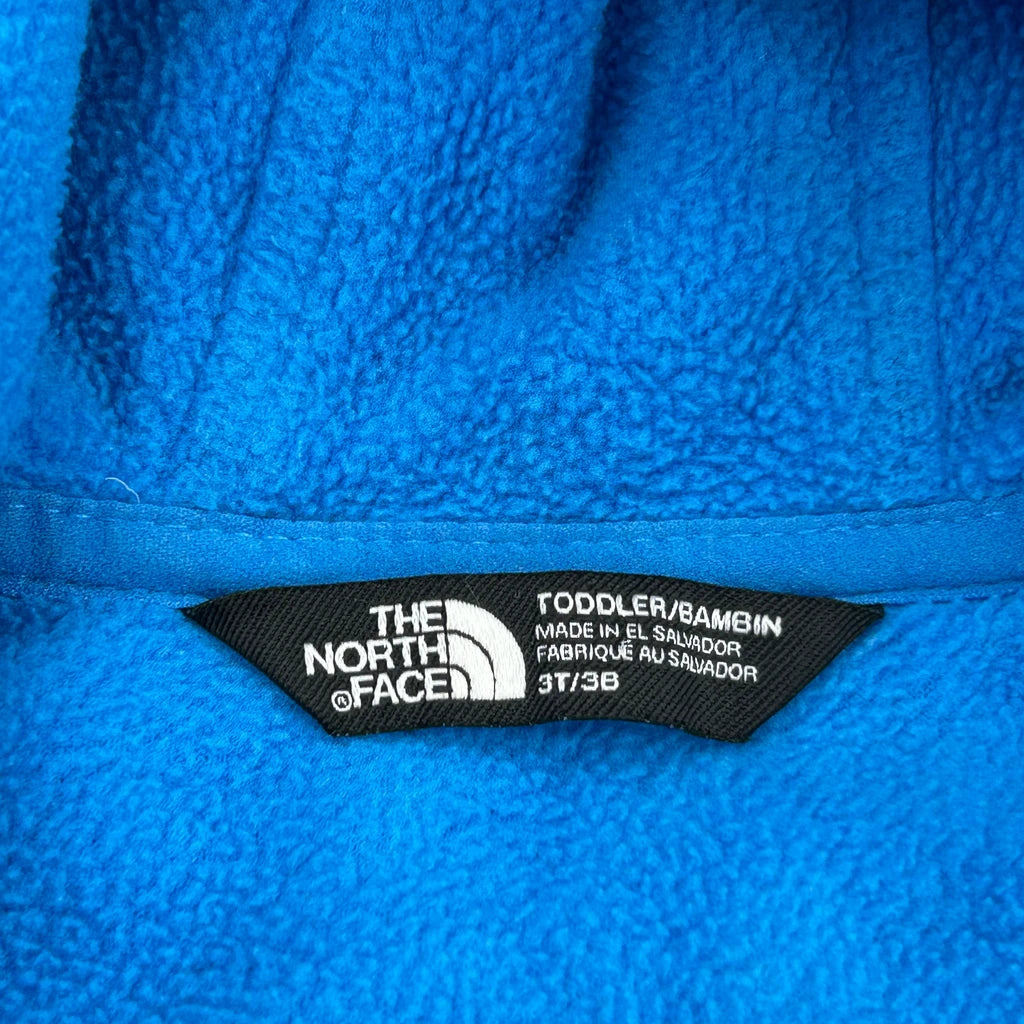 THE
NORTH
®FACE
TODDLER/BAMBIN
MADE IN EL SALVADOR
FABRIQUÉ AU SALVADOR
3T/3B